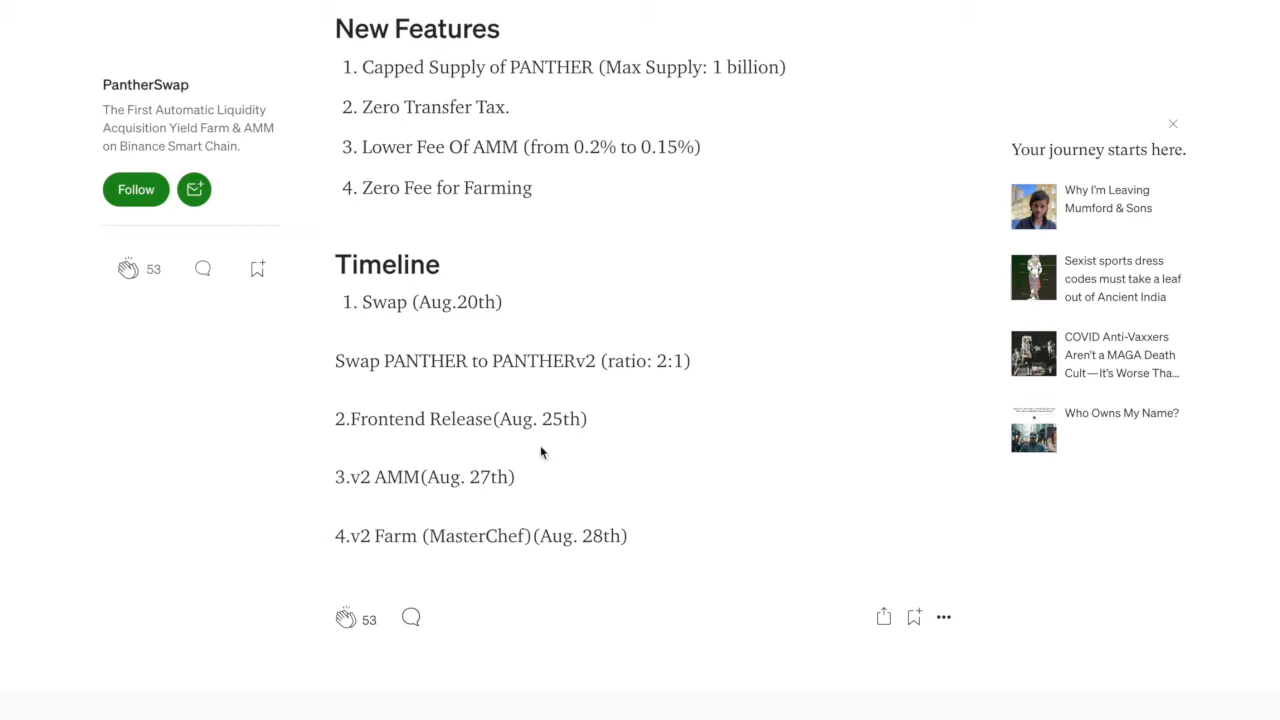 New Features
1. Capped Supply of PANTHER (Max Supply: 1 billion)
2. Zero Transfer Tax.
3. Lower Fee Of AMM (from 0.2% to 0.15%)
4. Zero Fee for Farming
Timeline
1. Swap (Aug.20th)
Swap PANTHER to PANTHERv2 (ratio: 2:1)
2.Frontend Release(Aug. 25th)
3.v2 AMM(Aug. 27th)
4.v2 Farm (MasterChef)(Aug. 28th)
53
PantherSwap
The First Automatic Liquidity
Acquisition Yield Farm & AMM
on Binance Smart Chain.
Follow
53
Your journey starts here.
Why I'm Leaving
Mumford & Sons
Sexist sports dress
codes must take a leaf
out of Ancient India
COVID Anti-Vaxxers
Aren't a MAGA Death
Cult—It's Worse Tha...
Who Owns My Name?